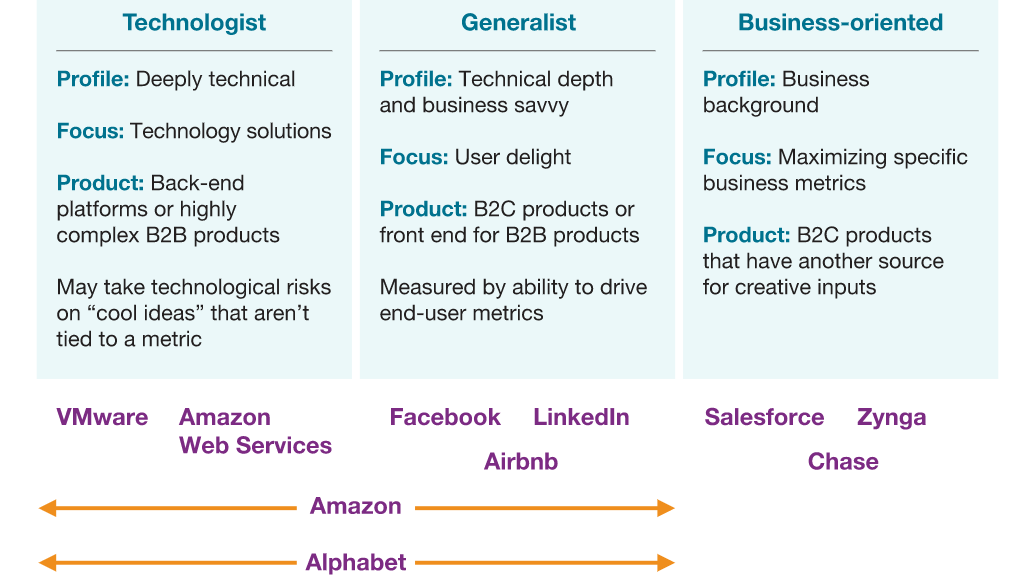 Technologist
Profile: Deeply technical
Focus: Technology solutions
Product: Back-end
platforms or highly
complex B2B products
May take technological risks
on “cool ideas” that aren’t
tied to a metric
Generalist
Profile: Technical depth
and business savvy
Focus: User delight
Product: B2C products or
front end for B2B products
Measured by ability to drive
end-user metrics
Business-oriented
Profile: Business
background
Focus: Maximizing specific
business metrics
Product: B2C products
that have another source
for creative inputs
VMware
Amazon
Web Services
Facebook
LinkedIn
Airbnb
Salesforce
Zynga
Chase
Amazon
Alphabet